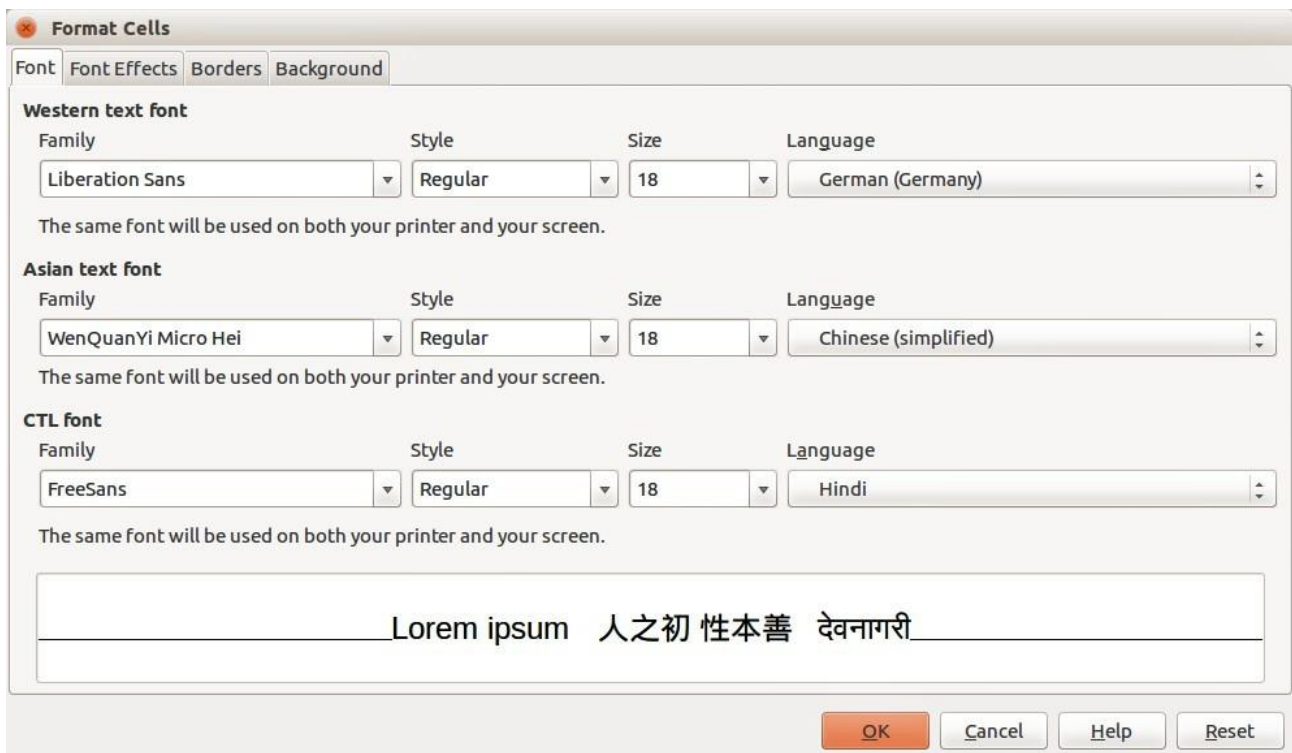 Format Cells
Font Font Effects Borders Background
Western text font
Family Style Size Language
Liberation Sans Regular 18 German (Germany)
The same font will be used on both your printer and your screen.
Asian text font
Family Style Size Language
WenQuanYi Micro Hei Regular 18 Chinese (simplified)
The same font will be used on both your printer and your screen.
CTL font
Family Style Size Language
FreeSans Regular 18 Hindi
The same font will be used on both your printer and your screen.
Lorem ipsum 人之初 性本善 देवनागरी
OK Cancel Help Reset